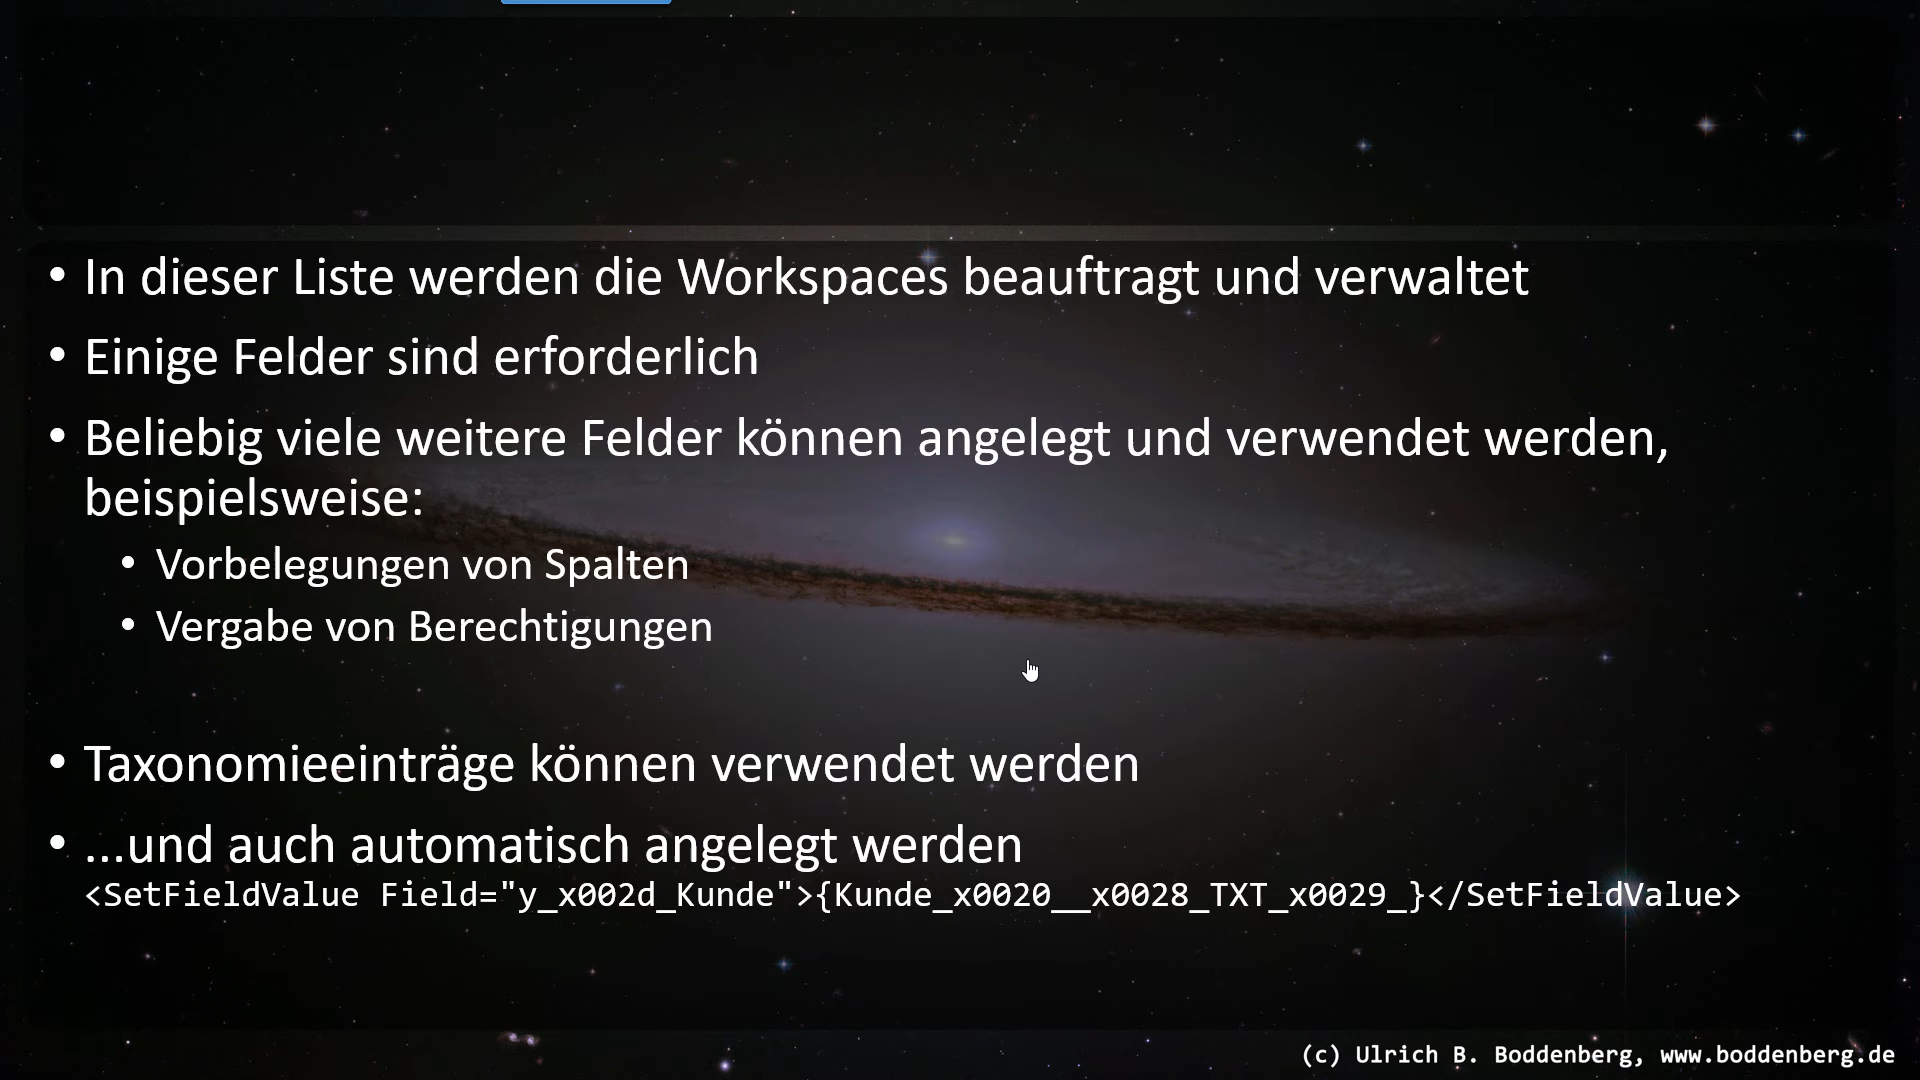 • In dieser Liste werden die Workspaces beauftragt und verwaltet
• Einige Felder sind erforderlich
• Beliebig viele weitere Felder können angelegt und verwendet werden,
beispielsweise:
• Vorbelegungen von Spalten
• Vergabe von Berechtigungen
• Taxonomieeinträge können verwendet werden
• ...und auch automatisch angelegt werden
<SetFieldValue Field="y_x002d_Kunde">{Kunde_x0020__x0028_TXT_x0029_}</SetFieldValue>
(c) Ulrich B. Boddenberg, www.boddenberg.de